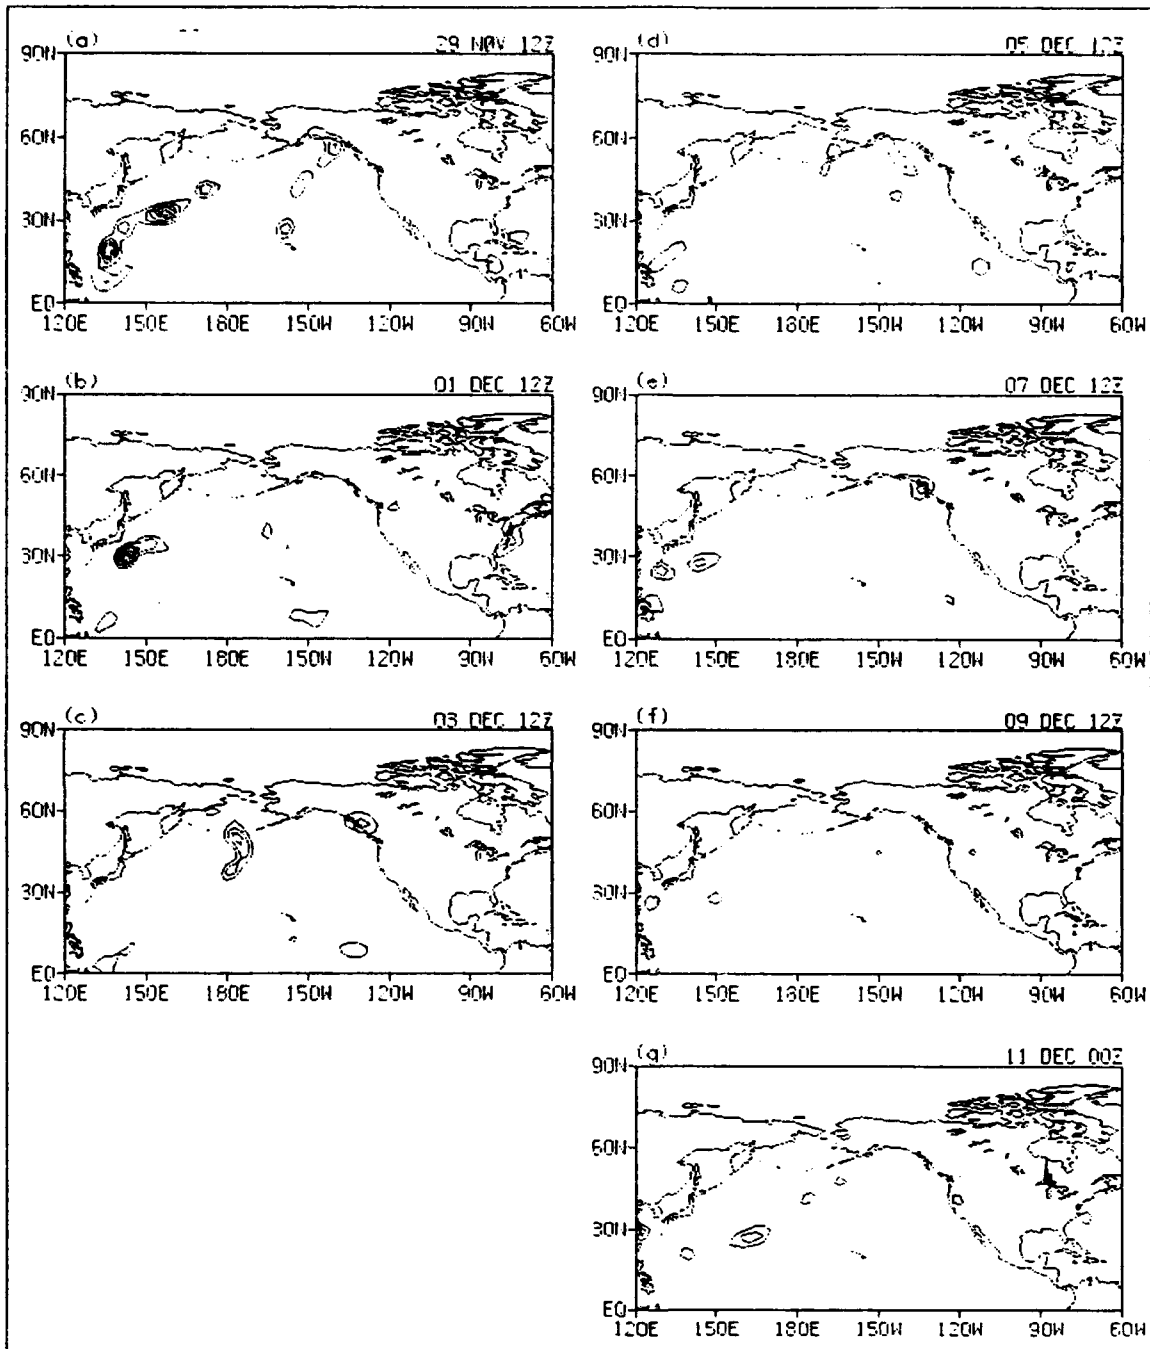 (a) 29 NOV 12Z
90N
60N
30N
EQ
120E 150E 180E 150W 120W 90W 60W
(b) 01 DEC 12Z
90N
60N
30N
EQ
120E 150E 180E 150W 120W 90W 60W
(c) 03 DEC 12Z
90N
60N
30N
EQ
120E 150E 180E 150W 120W 90W 60W
(d) 05 DEC 12Z
90N
60N
30N
EQ
120E 150E 180E 150W 120W 90W 60W
(e) 07 DEC 12Z
90N
60N
30N
EQ
120E 150E 180E 150W 120W 90W 60W
(f) 09 DEC 12Z
90N
60N
30N
EQ
120E 150E 180E 150W 120W 90W 60W
(g) 11 DEC 00Z
90N
60N
30N
EQ
120E 150E 180E 150W 120W 90W 60W